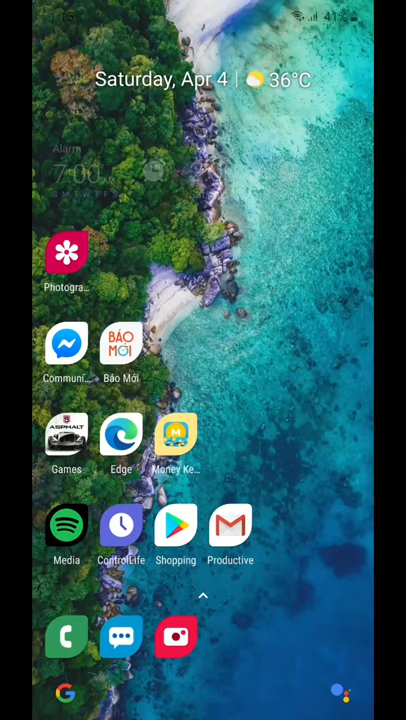 41%
Saturday, Apr 4 | 36°C
Alarm
7:00
S M T W T F S
Photogra...
BÁO MỚI
Communi... Báo Mới
ASPHALT
M
Games Edge Money Ke...
Media ControlLife Shopping Productive
G